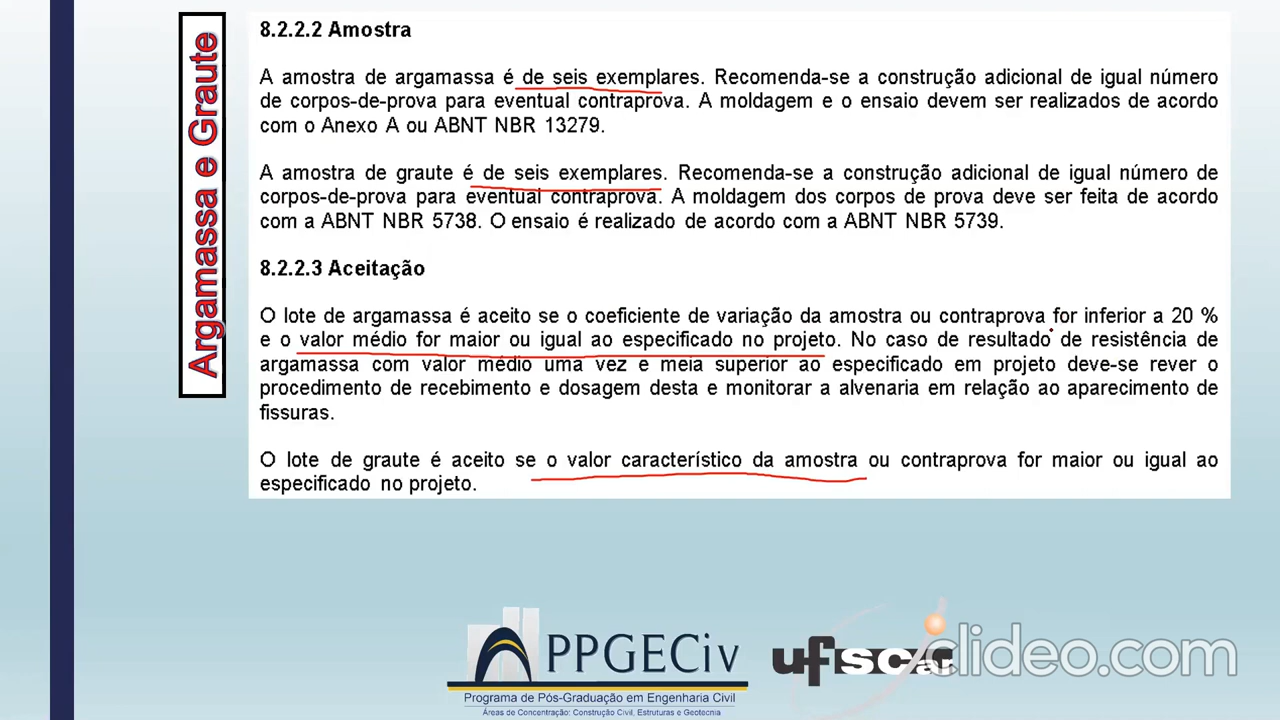 Argamassa e Graute
8.2.2.2 Amostra
A amostra de argamassa é de seis exemplares. Recomenda-se a construção adicional de igual número
de corpos-de-prova para eventual contraprova. A moldagem e o ensaio devem ser realizados de acordo
com o Anexo A ou ABNT NBR 13279.
A amostra de graute é de seis exemplares. Recomenda-se a construção adicional de igual número de
corpos-de-prova para eventual contraprova. A moldagem dos corpos de prova deve ser feita de acordo
com a ABNT NBR 5738. O ensaio é realizado de acordo com a ABNT NBR 5739.
8.2.2.3 Aceitação
O lote de argamassa é aceito se o coeficiente de variação da amostra ou contraprova for inferior a 20 %
e o valor médio for maior ou igual ao especificado no projeto. No caso de resultado de resistência de
argamassa com valor médio uma vez e meia superior ao especificado em projeto deve-se rever o
procedimento de recebimento e dosagem desta e monitorar a alvenaria em relação ao aparecimento de
fissuras.
O lote de graute é aceito se o valor característico da amostra ou contraprova for maior ou igual ao
especificado no projeto.
PPGECiv
Programa de Pós-Graduação em Engenharia Civil
Áreas de Concentração: Construção Civil, Estruturas e Geotecnia
ufscar
clideo.com